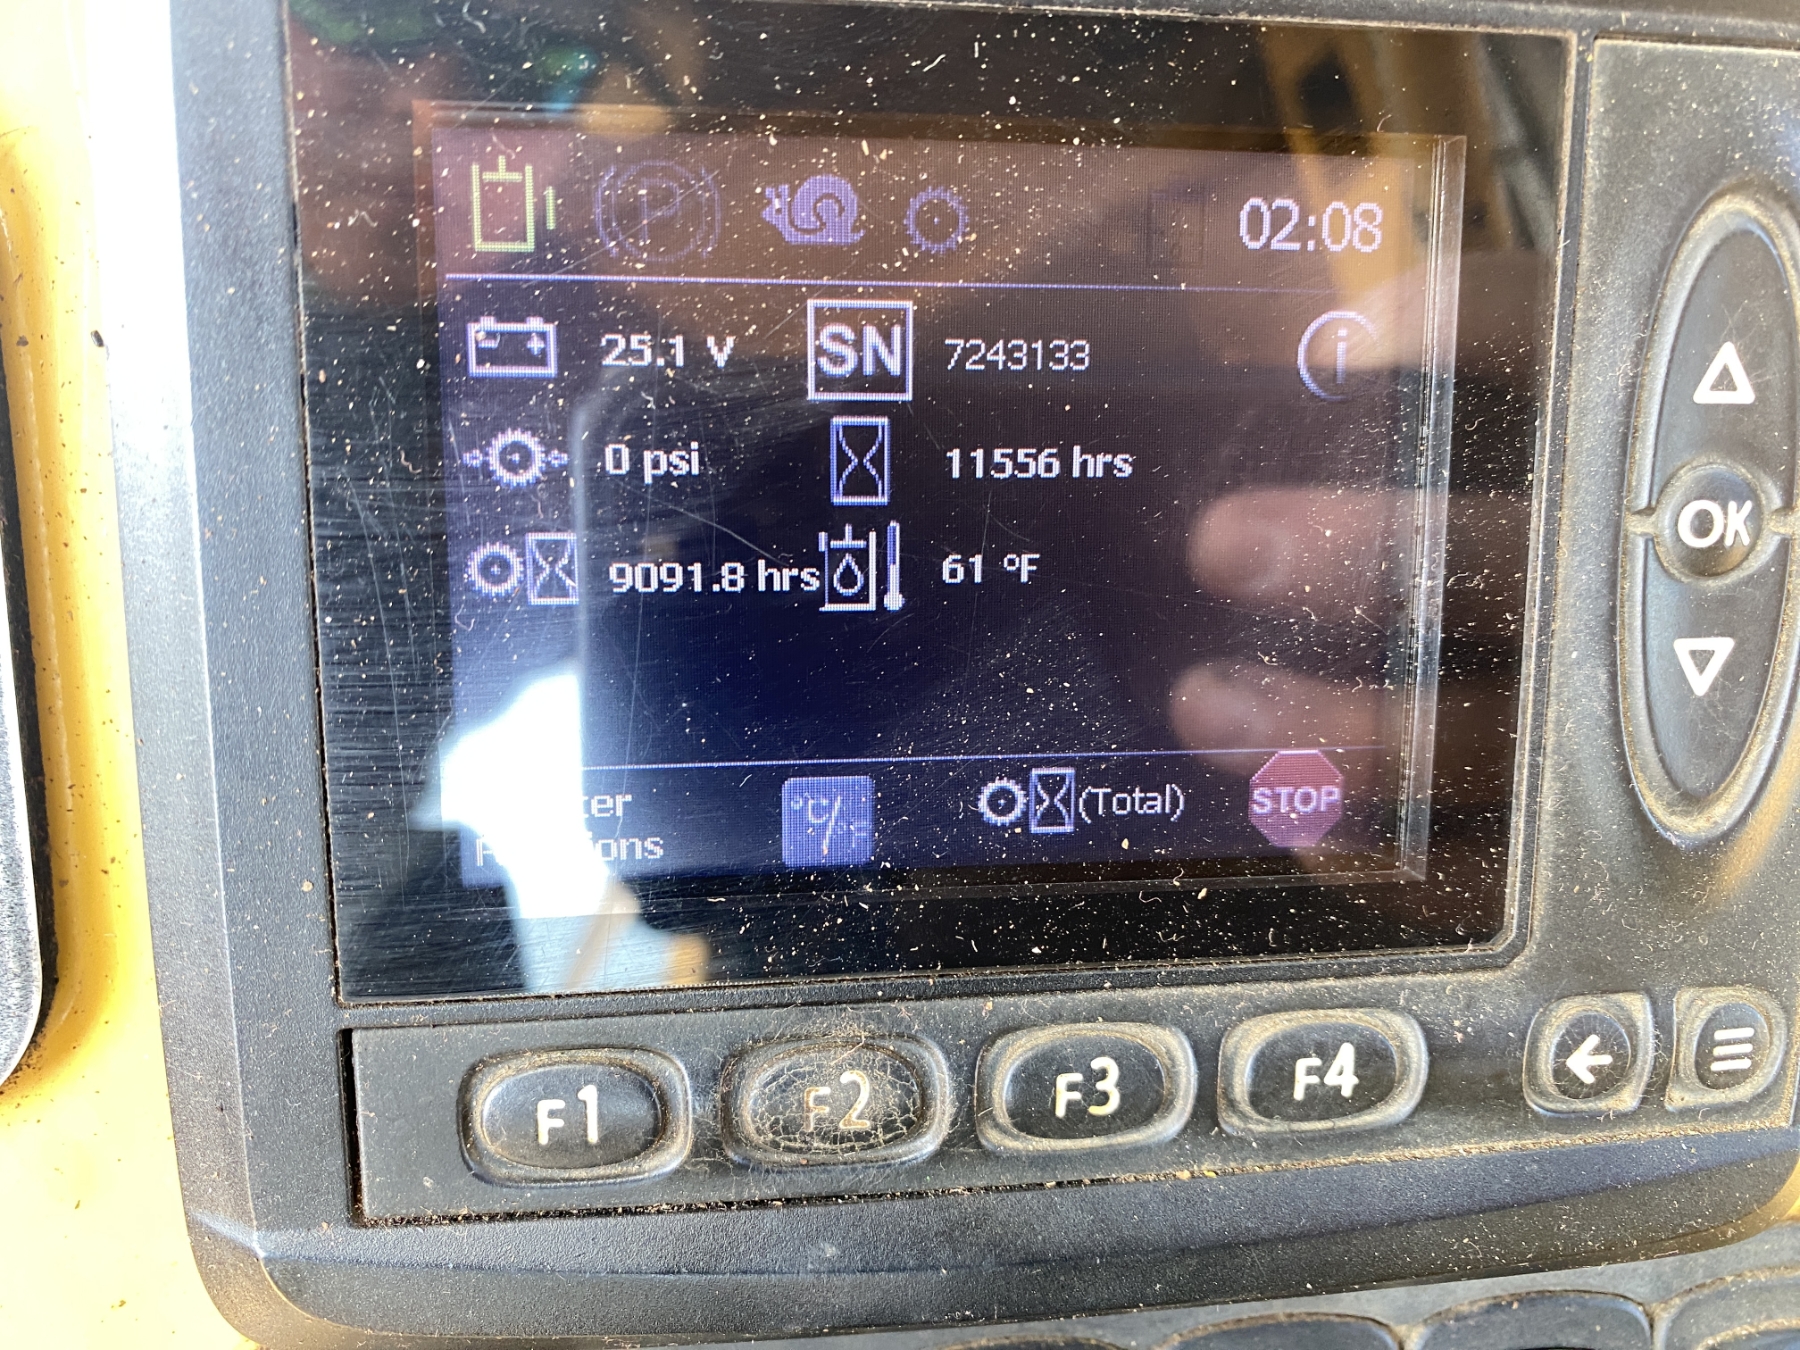 P
02:08
25.1 V
SN
7243133
i
0 psi
11556 hrs
9091.8 hrs
61 °F
°C/°F
(Total)
STOP
OK
F1
F2
F3
F4